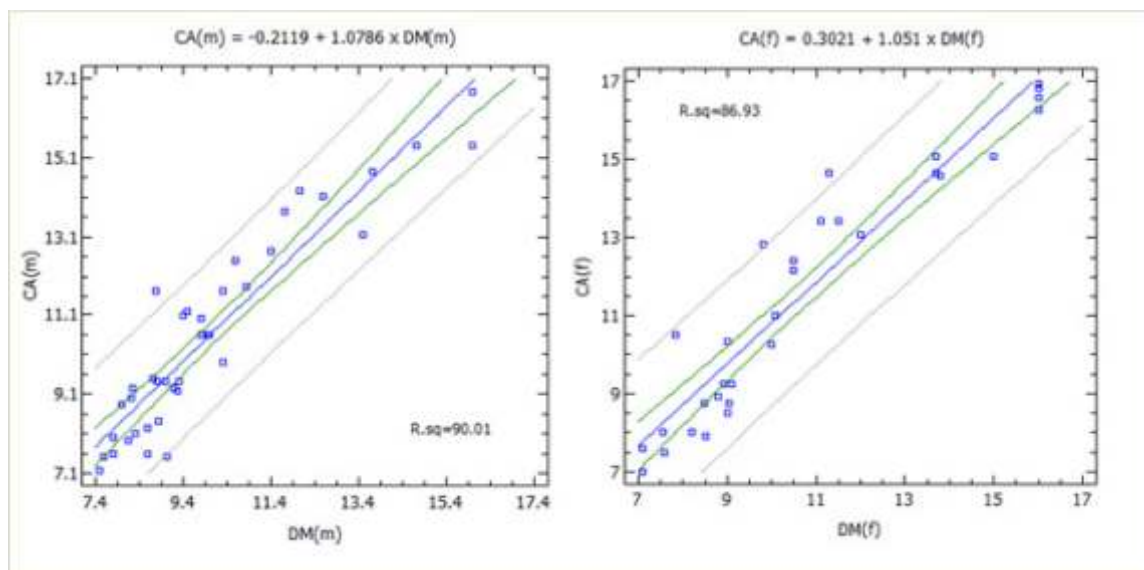 CA(m) = -0.2119 + 1.0786 x DM(m)
17.1
15.1
13.1
11.1
9.1
7.1
CA(m)
R.sq=90.01
7.4 9.4 11.4 13.4 15.4 17.4
DM(m)
CA(f) = 0.3021 + 1.051 x DM(f)
17
15
13
11
9
7
CA(f)
R.sq=86.93
7 9 11 13 15 17
DM(f)